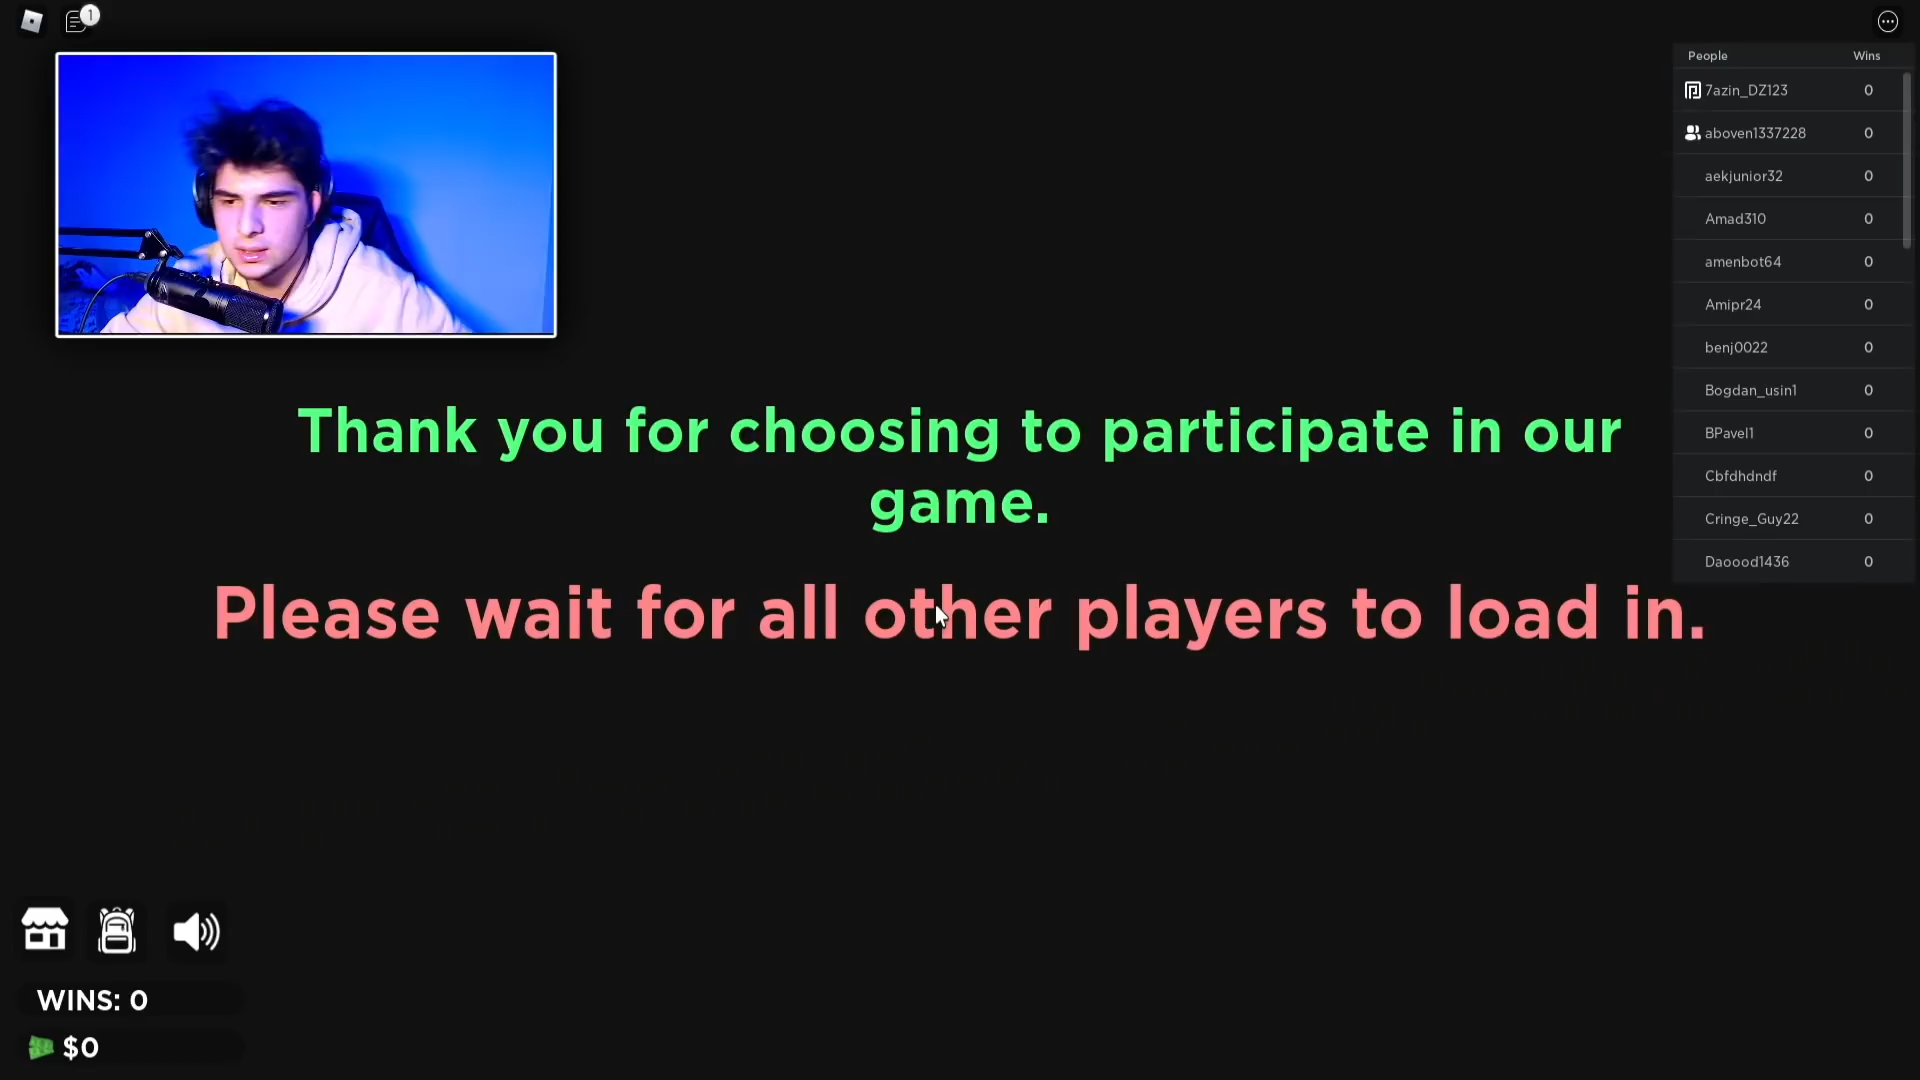 1
People Wins
7azin_DZ123 0
aboven1337228 0
aekjunior32 0
Amad310 0
amenbot64 0
Amipr24 0
benj0022 0
Bogdan_usin1 0
BPavel1 0
Cbfdhdndf 0
Cringe_Guy22 0
Daoood1436 0
Thank you for choosing to participate in our
game.
Please wait for all other players to load in.
WINS: 0
$0